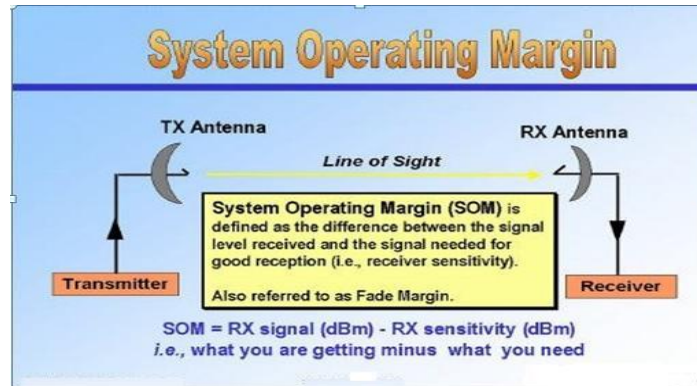 System Operating Margin
TX Antenna
RX Antenna
Line of Sight
System Operating Margin (SOM) is
defined as the difference between the signal
level received and the signal needed for
good reception (i.e., receiver sensitivity).
Also referred to as Fade Margin.
Transmitter
Receiver
SOM = RX signal (dBm) - RX sensitivity (dBm)
i.e., what you are getting minus what you need